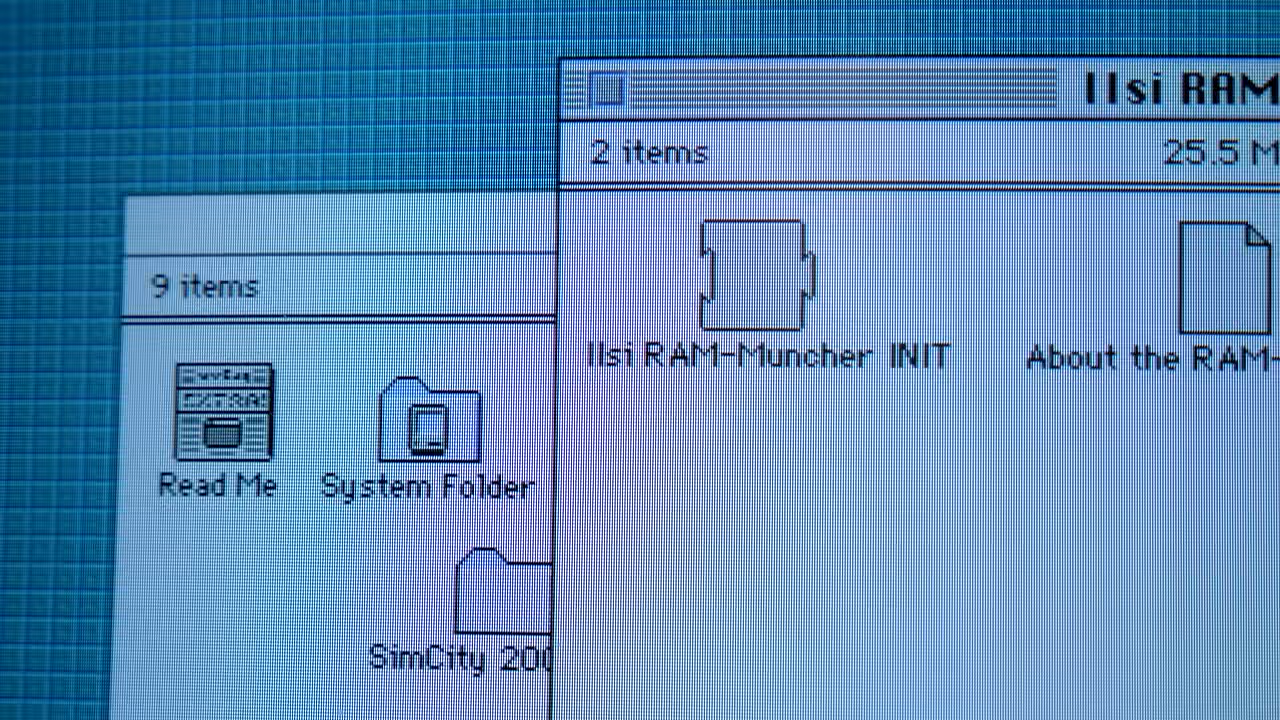 IIsi RAM
2 items
25.5 M
9 items
IIsi RAM-Muncher INIT
About the RAM-
Read Me
System Folder
SimCity 200